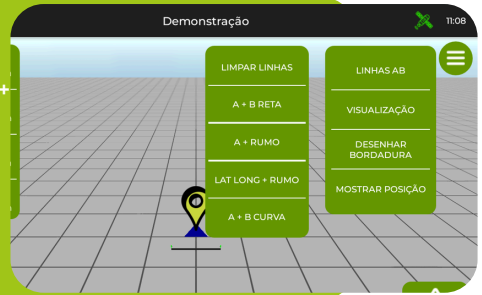 Demonstração
11:08
LIMPAR LINHAS
A + B RETA
A + RUMO
LAT LONG + RUMO
A + B CURVA
LINHAS AB
VISUALIZAÇÃO
DESENHAR
BORDADURA
MOSTRAR POSIÇÃO